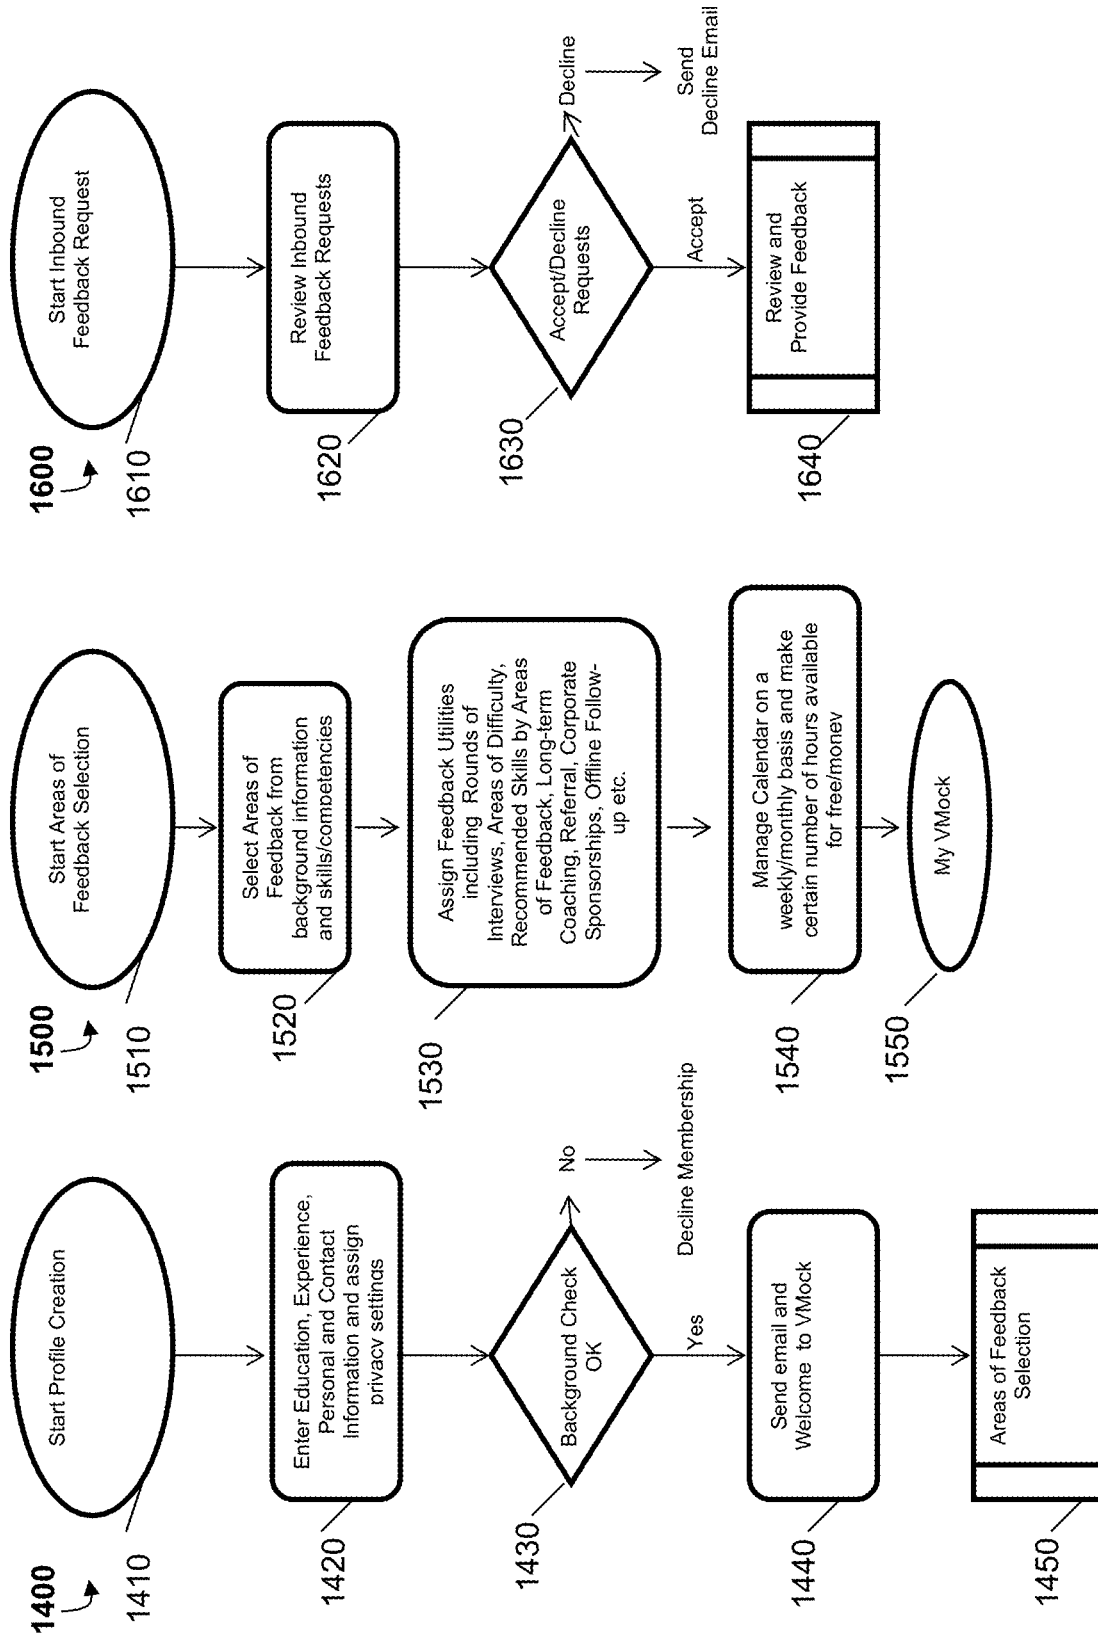 1400
1410
Start Profile Creation
1420
Enter Education, Experience,
Personal and Contact
Information and assign
privacy settings
1430
Background Check
OK
No
Decline Membership
Yes
1440
Send email and
Welcome to VMock
1450
Areas of Feedback
Selection
1500
1510
Start Areas of
Feedback Selection
1520
Select Areas of
Feedback from
background information
and skills/competencies
1530
Assign Feedback Utilities
including Rounds of
Interviews, Areas of Difficulty,
Recommended Skills by Areas
of Feedback, Long-term
Coaching, Referral, Corporate
Sponsorships, Offline Follow-
up etc.
1540
Manage Calendar on a
weekly/monthly basis and make
certain number of hours available
for free/money
1550
My VMock
1600
1610
Start Inbound
Feedback Request
1620
Review Inbound
Feedback Requests
1630
Accept/Decline
Requests
Decline
Send
Decline Email
Accept
1640
Review and
Provide Feedback